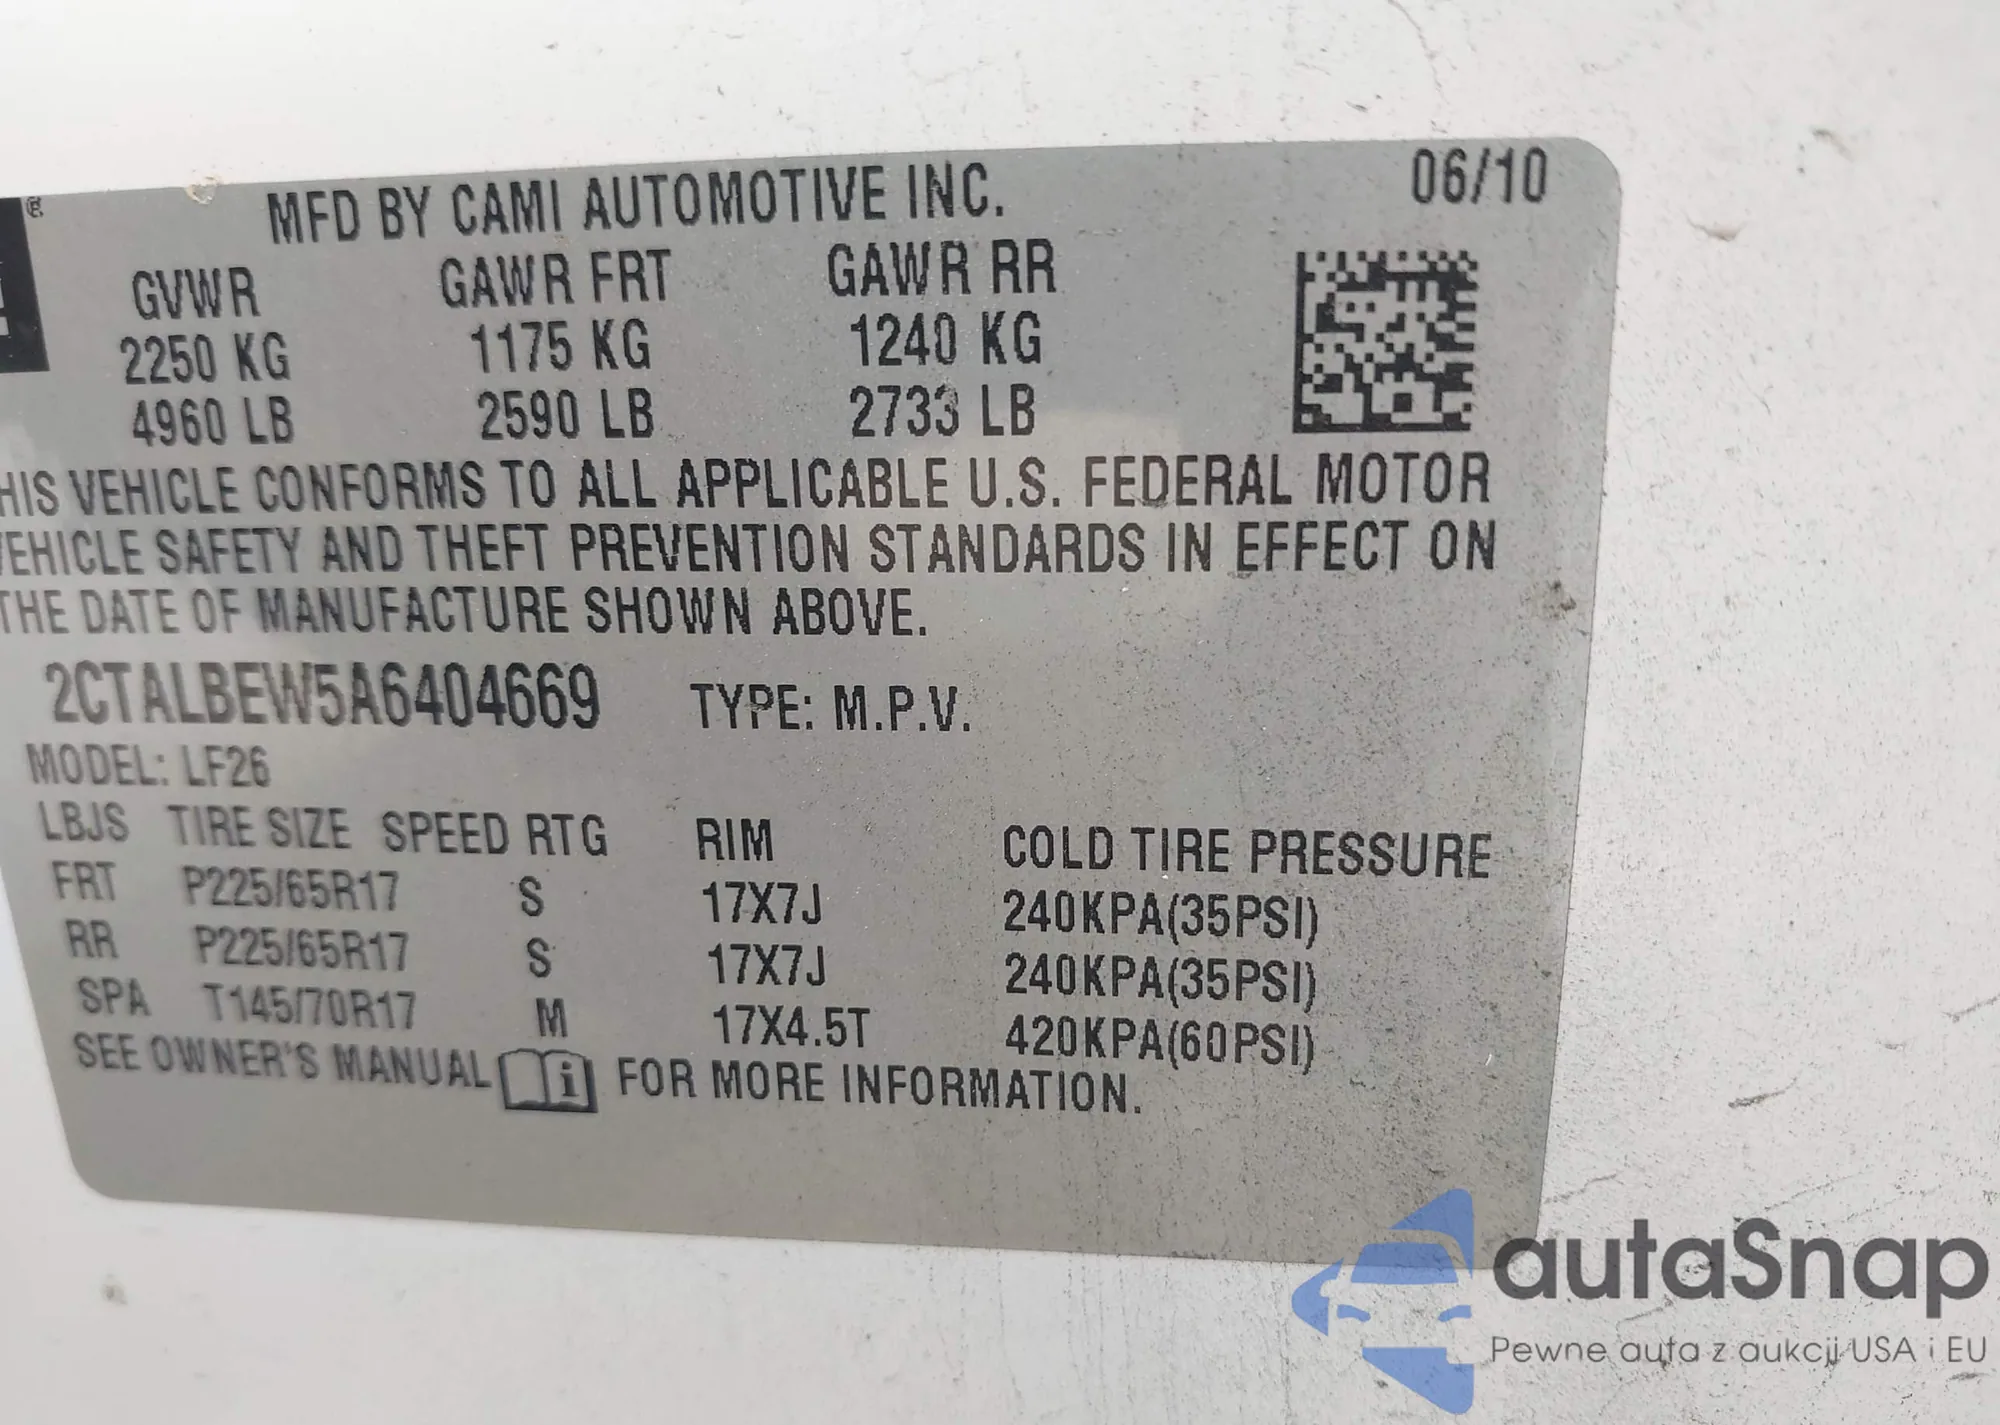 MFD BY CAMI AUTOMOTIVE INC. 06/10
GVWR GAWR FRT GAWR RR
2250 KG 1175 KG 1240 KG
4960 LB 2590 LB 2733 LB
HIS VEHICLE CONFORMS TO ALL APPLICABLE U.S. FEDERAL MOTOR
VEHICLE SAFETY AND THEFT PREVENTION STANDARDS IN EFFECT ON
THE DATE OF MANUFACTURE SHOWN ABOVE.
2CTALBEW5A6404669 TYPE: M.P.V.
MODEL: LF26
LBJS TIRE SIZE SPEED RTG RIM COLD TIRE PRESSURE
FRT P225/65R17 S 17X7J 240KPA(35PSI)
RR P225/65R17 S 17X7J 240KPA(35PSI)
SPA T145/70R17 M 17X4.5T 420KPA(60PSI)
SEE OWNER'S MANUAL i FOR MORE INFORMATION.
autaSnap
Pewne auta z aukcji USA i EU